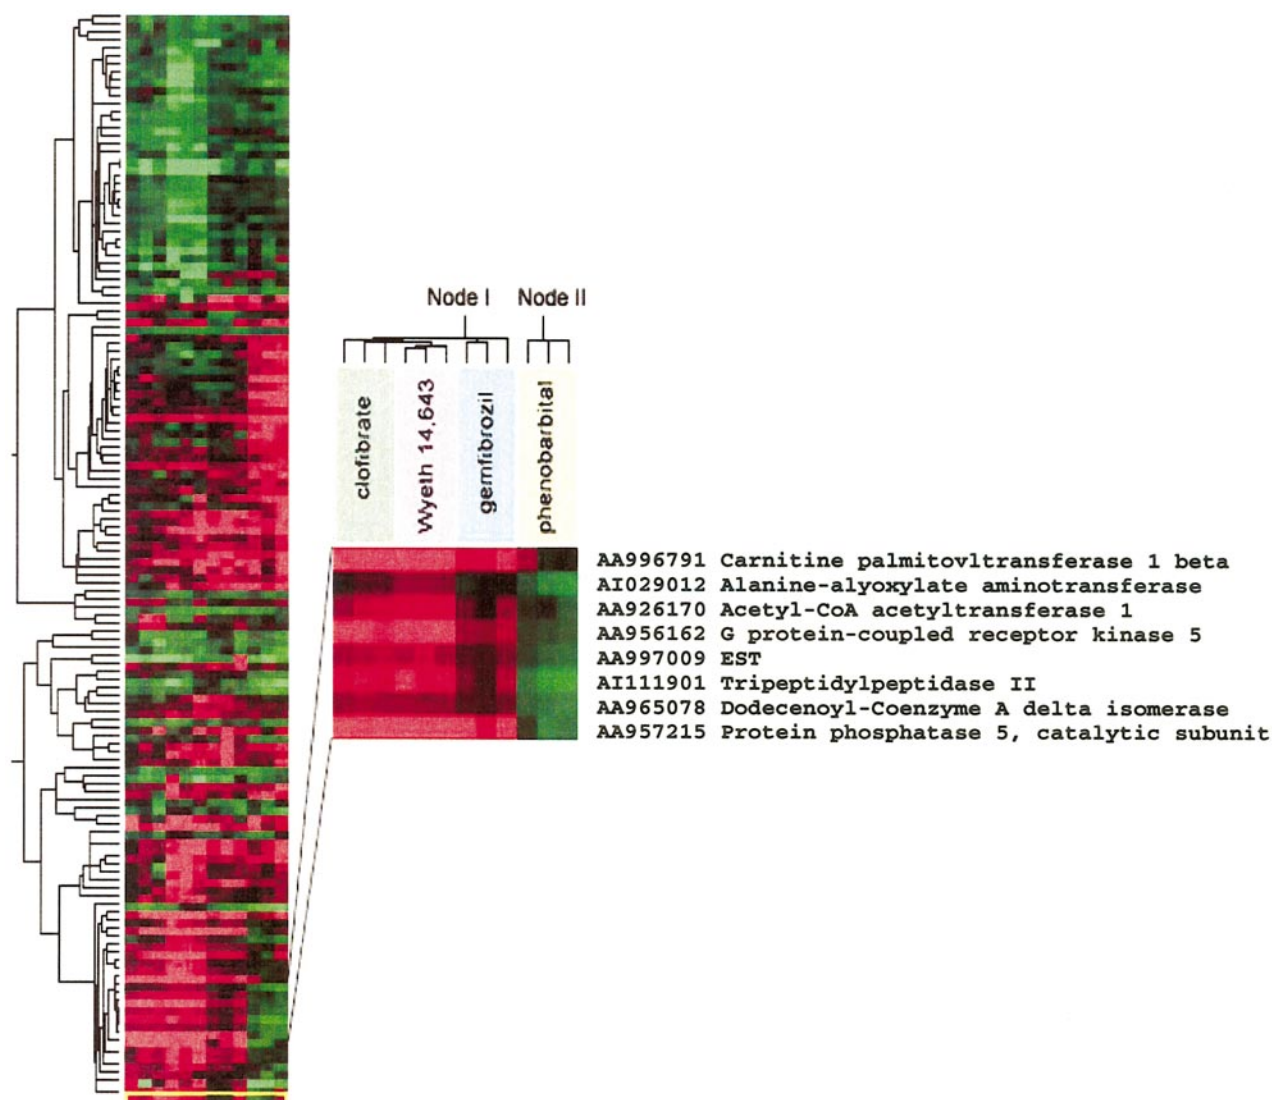 Node I
Node II
clofibrate
Wyeth 14,643
gemfibrozil
phenobarbital
AA996791 Carnitine palmitovltransferase 1 beta
AI029012 Alanine-alyoxylate aminotransferase
AA926170 Acetyl-CoA acetyltransferase 1
AA956162 G protein-coupled receptor kinase 5
AA997009 EST
AI111901 Tripeptidylpeptidase II
AA965078 Dodecenoyl-Coenzyme A delta isomerase
AA957215 Protein phosphatase 5, catalytic subunit